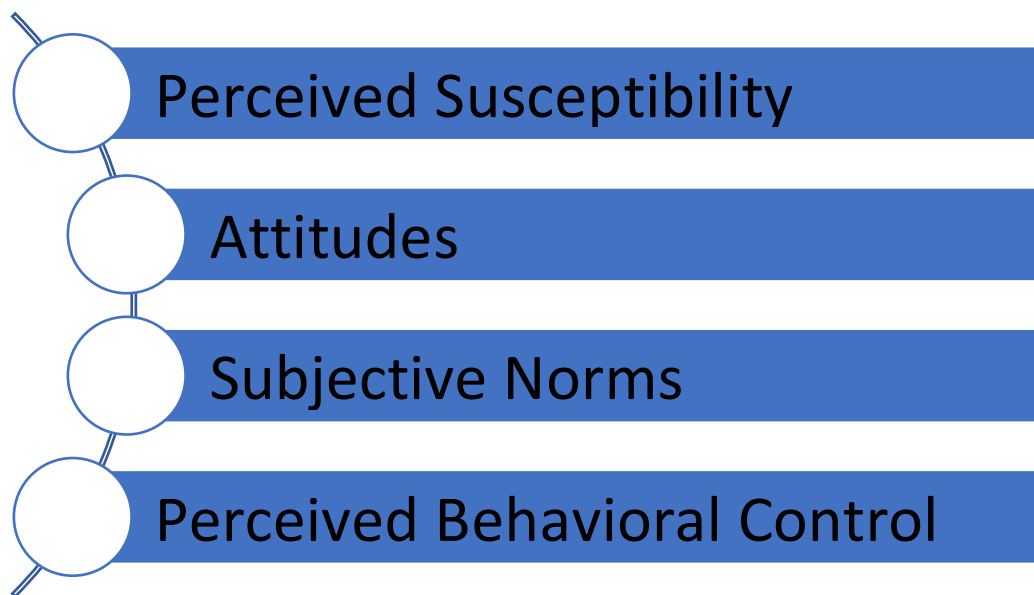 Perceived Susceptibility
Attitudes
Subjective Norms
Perceived Behavioral Control